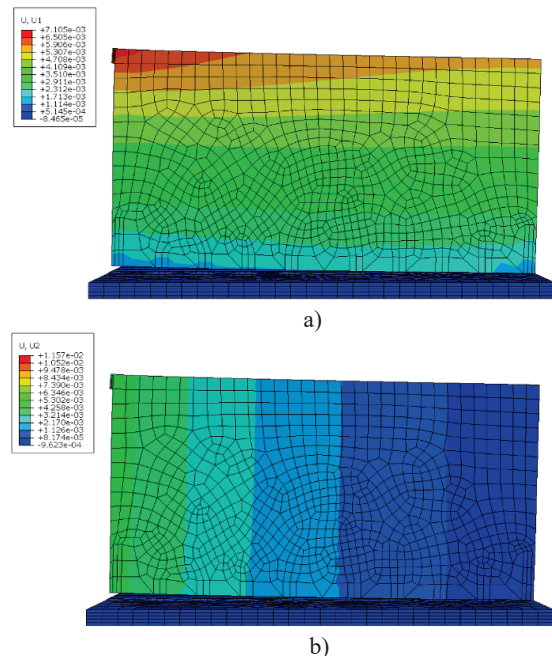 U, U1
+7.105e-03
+6.505e-03
+5.906e-03
+5.307e-03
+4.708e-03
+4.109e-03
+3.510e-03
+2.911e-03
+2.312e-03
+1.713e-03
+1.114e-03
+5.145e-04
-8.465e-05
a)
U, U2
+1.157e-02
+1.052e-02
+9.478e-03
+8.434e-03
+7.390e-03
+6.346e-03
+5.302e-03
+4.258e-03
+3.214e-03
+2.170e-03
+1.126e-03
+8.174e-05
-9.623e-04
b)